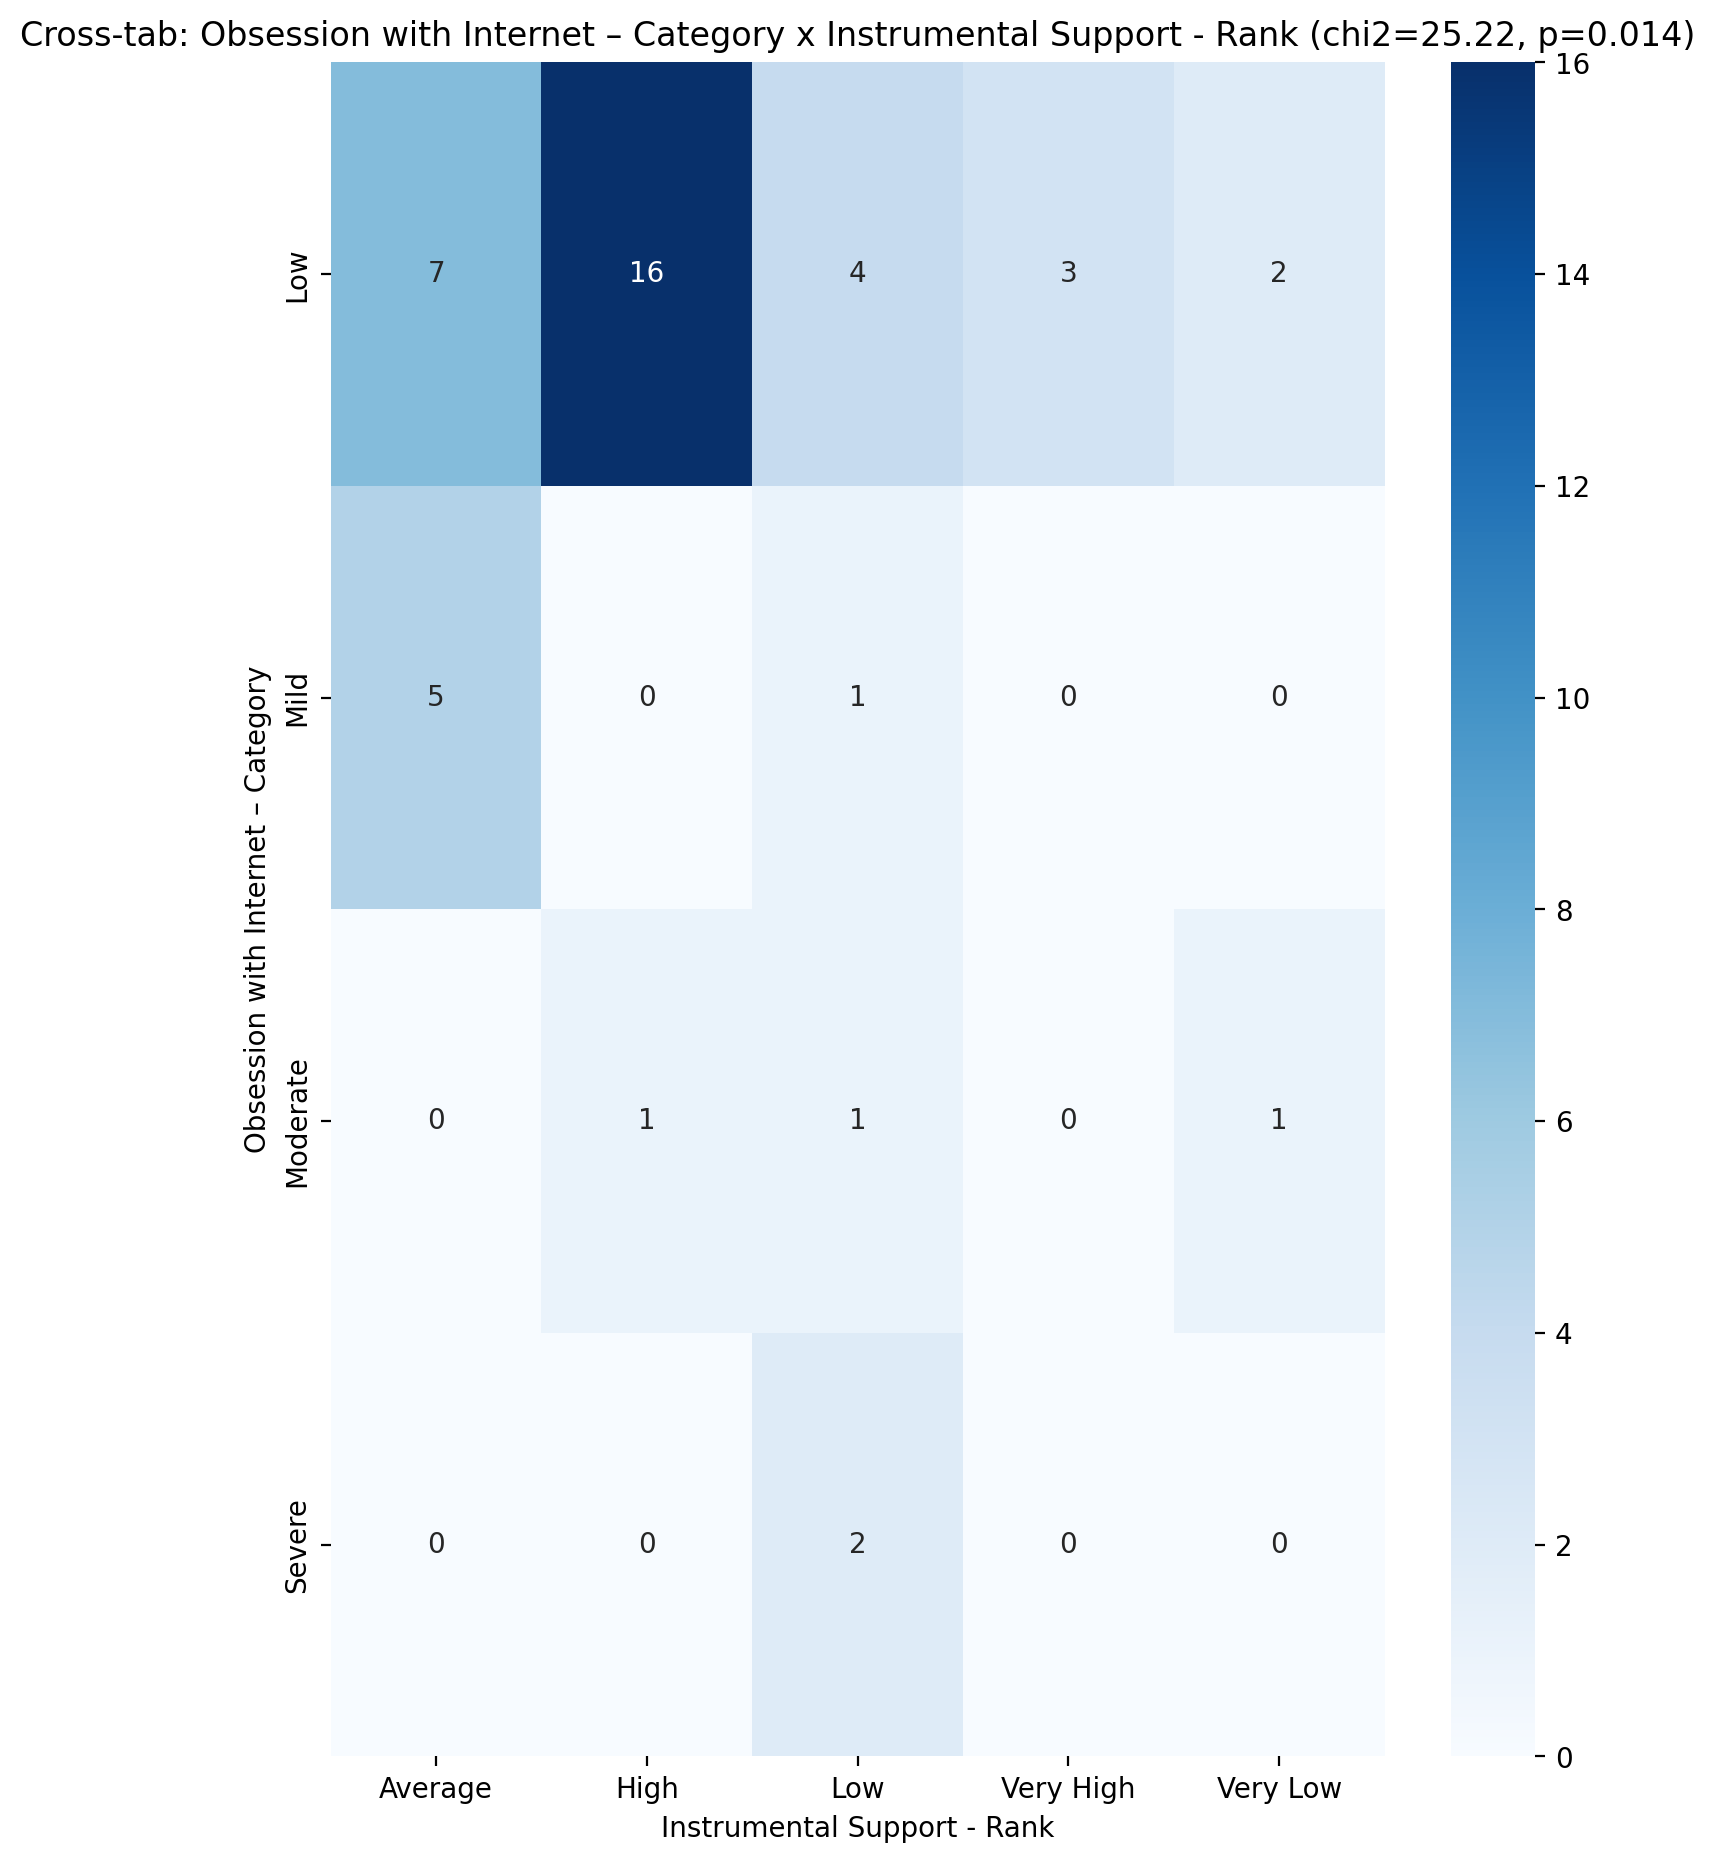 Cross-tab: Obsession with Internet – Category x Instrumental Support - Rank (chi2=25.22, p=0.014)
Obsession with Internet – Category
Low
7 16 4 3 2
Mild
5 0 1 0 0
Moderate
0 1 1 0 1
Severe
0 0 2 0 0
Average High Low Very High Very Low
Instrumental Support - Rank
16
14
12
10
8
6
4
2
0